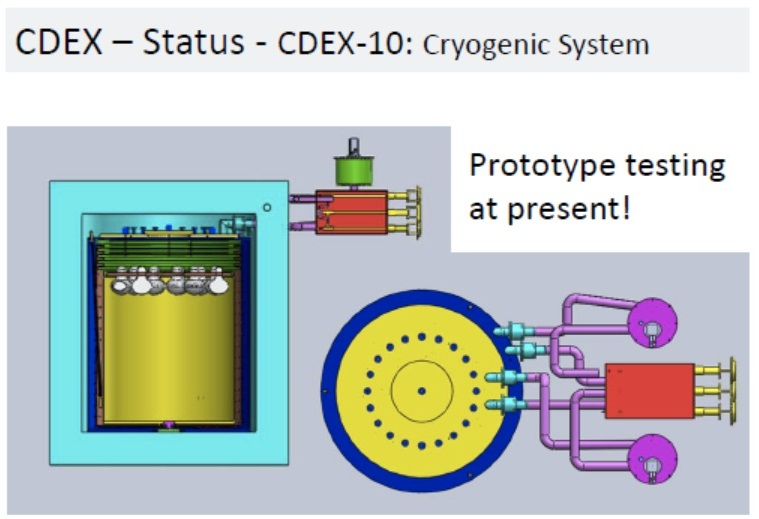 CDEX – Status - CDEX-10: Cryogenic System
Prototype testing
at present!